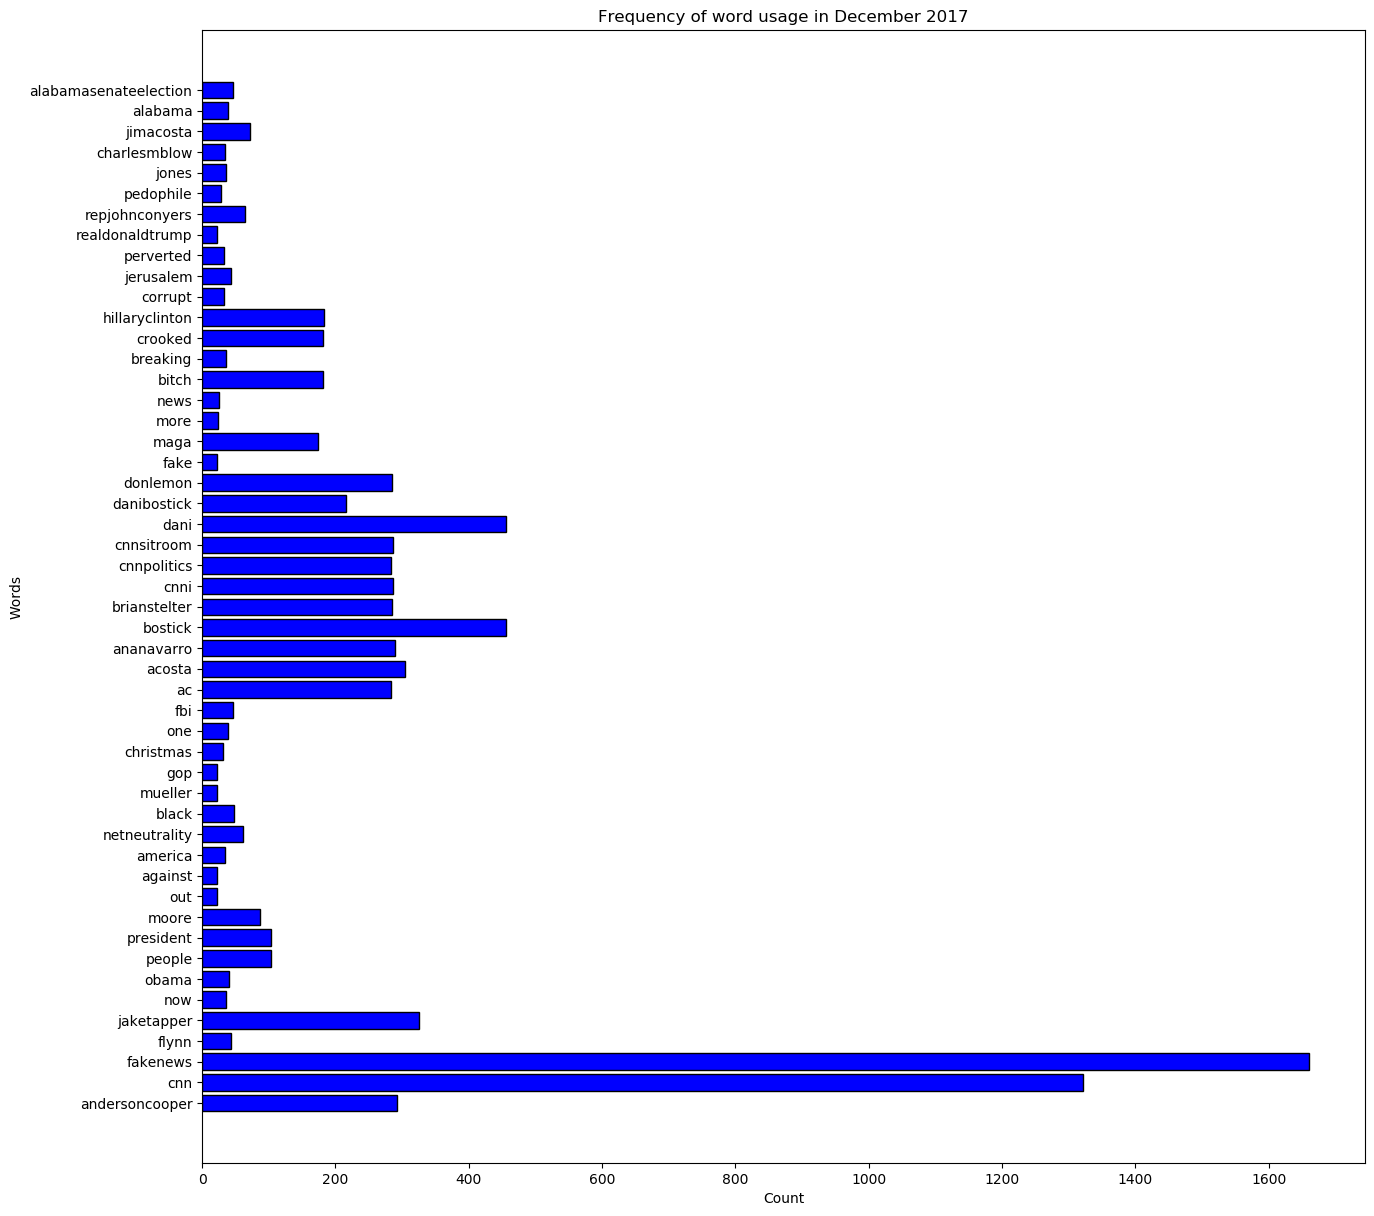 Frequency of word usage in December 2017
alabamasenateelection
alabama
jimacosta
charlesmblow
jones
pedophile
repjohnconyers
realdonaldtrump
perverted
jerusalem
corrupt
hillaryclinton
crooked
breaking
bitch
news
more
maga
fake
donlemon
danibostick
dani
cnnsitroom
cnnpolitics
cnni
brianstelter
bostick
ananavarro
acosta
ac
fbi
one
christmas
gop
mueller
black
netneutrality
america
against
out
moore
president
people
obama
now
jaketapper
flynn
fakenews
cnn
andersoncooper
Words
0 200 400 600 800 1000 1200 1400 1600
Count